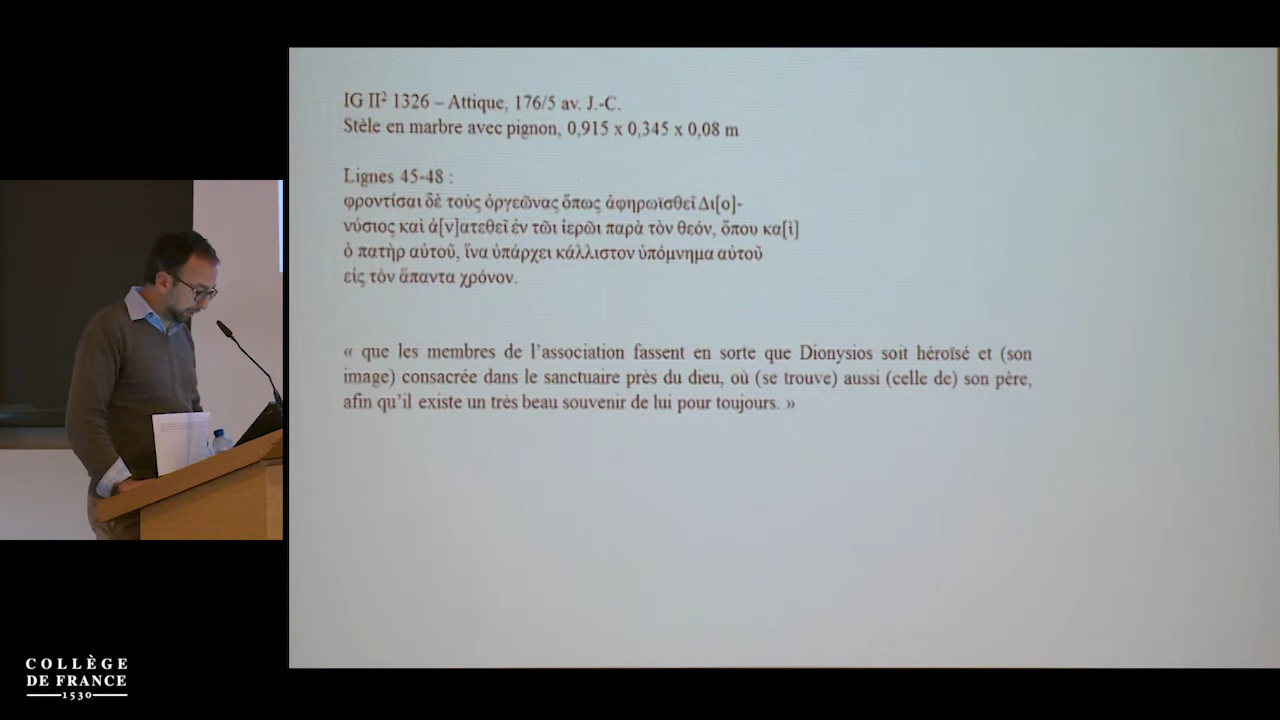 IG II² 1326 – Attique, 176/5 av. J.-C.
Stèle en marbre avec pignon, 0,915 x 0,345 x 0,08 m
Lignes 45-48 :
φροντίσαι δὲ τοὺς ὀργεῶνας ὅπως ἀφηρωϊσθεῖ Δι[ο]-
νύσιος καὶ ἀ[ν]ατεθεῖ ἐν τῶι ἱερῶι παρὰ τὸν θεόν, ὅπου κα[ὶ]
ὁ πατὴρ αὐτοῦ, ἵνα ὑπάρχει κάλλιστον ὑπόμνημα αὐτοῦ
εἰς τὸν ἅπαντα χρόνον.
« que les membres de l’association fassent en sorte que Dionysios soit héroïsé et (son
image) consacrée dans le sanctuaire près du dieu, où (se trouve) aussi (celle de) son père,
afin qu’il existe un très beau souvenir de lui pour toujours. »
COLLÈGE
DE FRANCE
1530